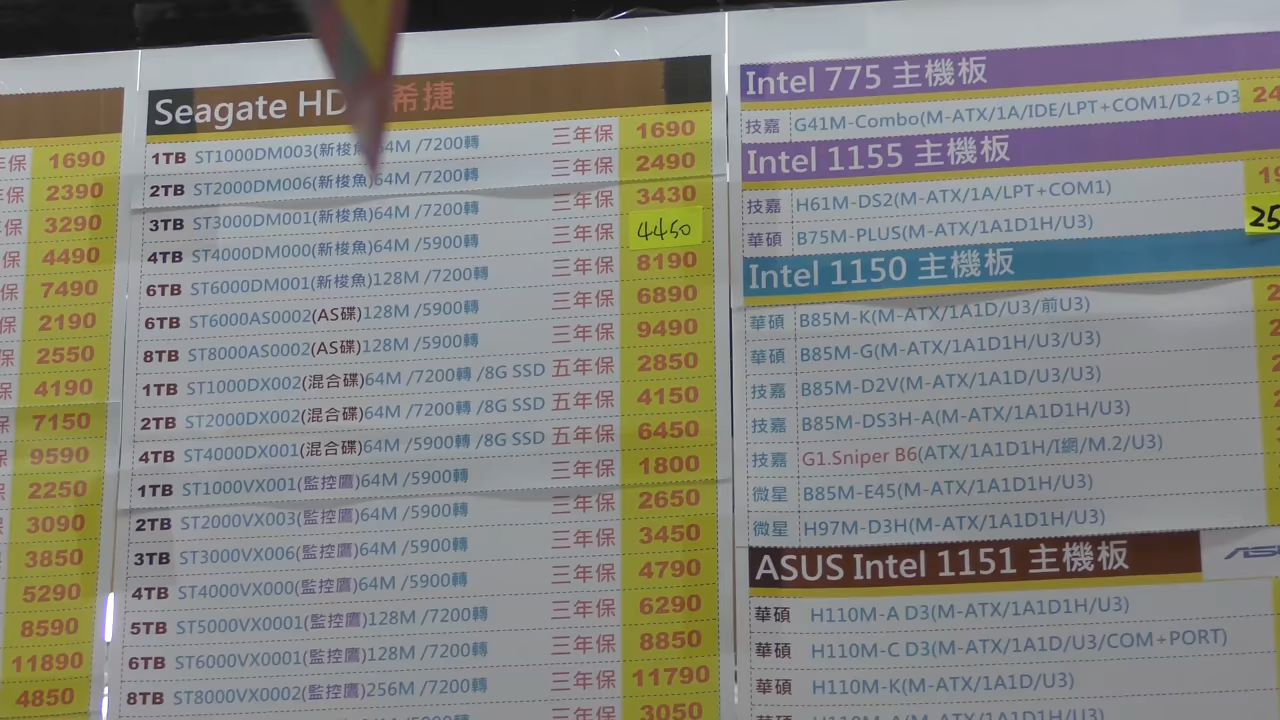 年保 1690
年保 2390
保 3290
保 4490
保 7490
保 2190
保 2550
保 4190
保 7150
9590
2250
3090
3850
5290
8590
11890
4850
Seagate HD 希捷
1TB ST1000DM003(新梭魚)64M /7200轉 三年保 1690
2TB ST2000DM006(新梭魚)64M /7200轉 三年保 2490
3TB ST3000DM001(新梭魚)64M /7200轉 三年保 3430
4TB ST4000DM000(新梭魚)64M /5900轉 三年保 4450
6TB ST6000DM001(新梭魚)128M /7200轉 三年保 8190
6TB ST6000AS0002(AS碟)128M /5900轉 三年保 6890
8TB ST8000AS0002(AS碟)128M /5900轉 三年保 9490
1TB ST1000DX002(混合碟)64M /7200轉 /8G SSD 五年保 2850
2TB ST2000DX002(混合碟)64M /7200轉 /8G SSD 五年保 4150
4TB ST4000DX001(混合碟)64M /5900轉 /8G SSD 五年保 6450
1TB ST1000VX001(監控鷹)64M /5900轉 三年保 1800
2TB ST2000VX003(監控鷹)64M /5900轉 三年保 2650
3TB ST3000VX006(監控鷹)64M /5900轉 三年保 3450
4TB ST4000VX000(監控鷹)64M /5900轉 三年保 4790
5TB ST5000VX0001(監控鷹)128M /7200轉 三年保 6290
6TB ST6000VX0001(監控鷹)128M /7200轉 三年保 8850
8TB ST8000VX0002(監控鷹)256M /7200轉 三年保 11790
三年保 3050
Intel 775 主機板
技嘉 G41M-Combo(M-ATX/1A/IDE/LPT+COM1/D2+D3 24
Intel 1155 主機板
技嘉 H61M-DS2(M-ATX/1A/LPT+COM1) 19
華碩 B75M-PLUS(M-ATX/1A1D1H/U3) 25
Intel 1150 主機板
華碩 B85M-K(M-ATX/1A1D/U3/前U3)
華碩 B85M-G(M-ATX/1A1D1H/U3/U3)
技嘉 B85M-D2V(M-ATX/1A1D/U3/U3)
技嘉 B85M-DS3H-A(M-ATX/1A1D1H/U3)
技嘉 G1.Sniper B6(ATX/1A1D1H/I網/M.2/U3)
微星 B85M-E45(M-ATX/1A1D1H/U3)
微星 H97M-D3H(M-ATX/1A1D1H/U3)
ASUS Intel 1151 主機板
華碩 H110M-A D3(M-ATX/1A1D1H/U3)
華碩 H110M-C D3(M-ATX/1A1D/U3/COM+PORT)
華碩 H110M-K(M-ATX/1A1D/U3)